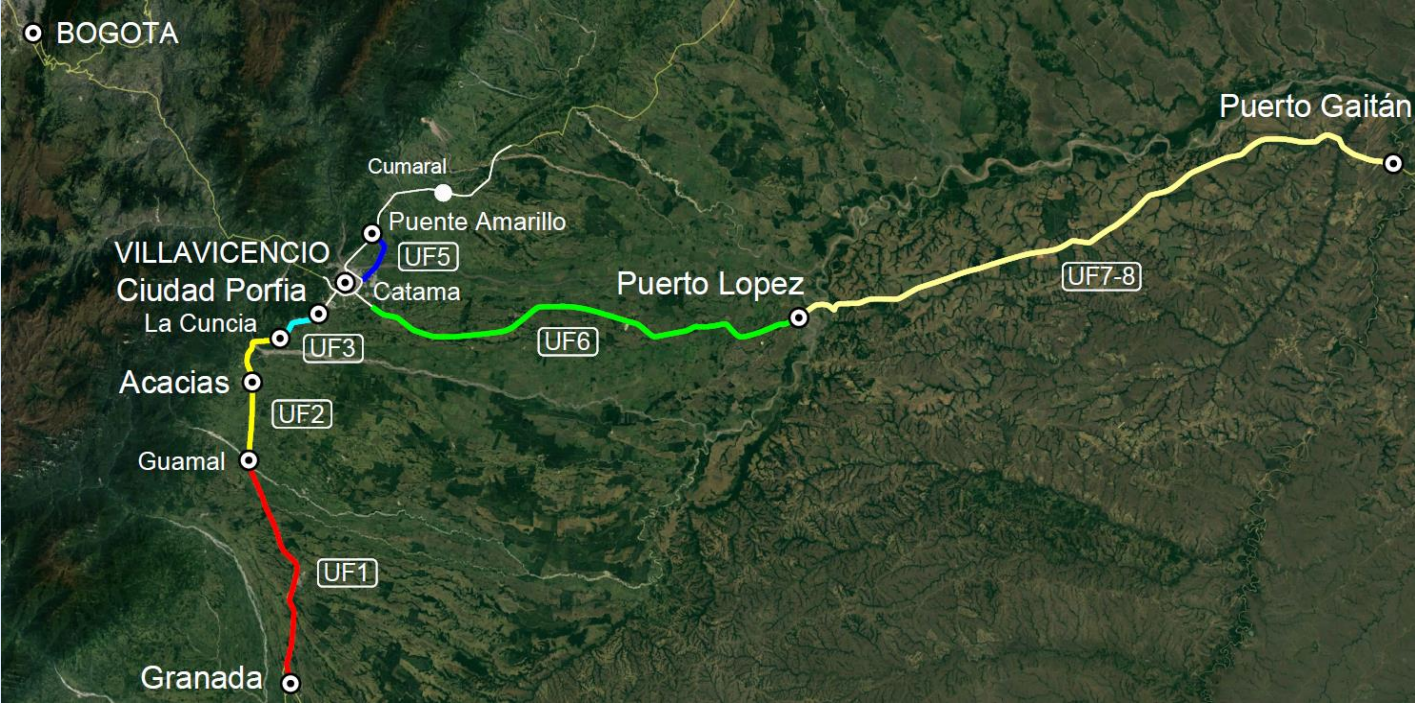 BOGOTA
Puerto Gaitán
Cumaral
Puente Amarillo
VILLAVICENCIO
UF5
UF7-8
Ciudad Porfia
Catama
Puerto Lopez
La Cuncia
UF3
UF6
Acacias
UF2
Guamal
UF1
Granada